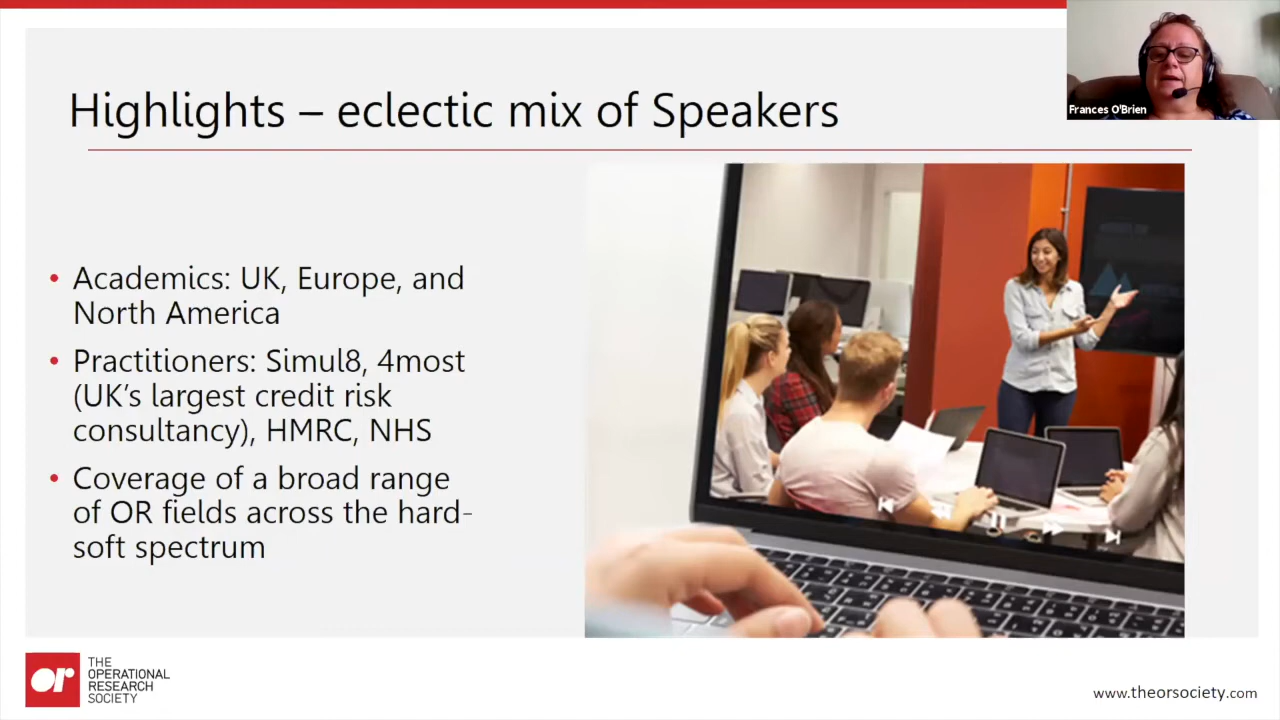 Frances O'Brien
Highlights – eclectic mix of Speakers
• Academics: UK, Europe, and
North America
• Practitioners: Simul8, 4most
(UK's largest credit risk
consultancy), HMRC, NHS
• Coverage of a broad range
of OR fields across the hard-
soft spectrum
or
THE
OPERATIONAL
RESEARCH
SOCIETY
www.theorsociety.com